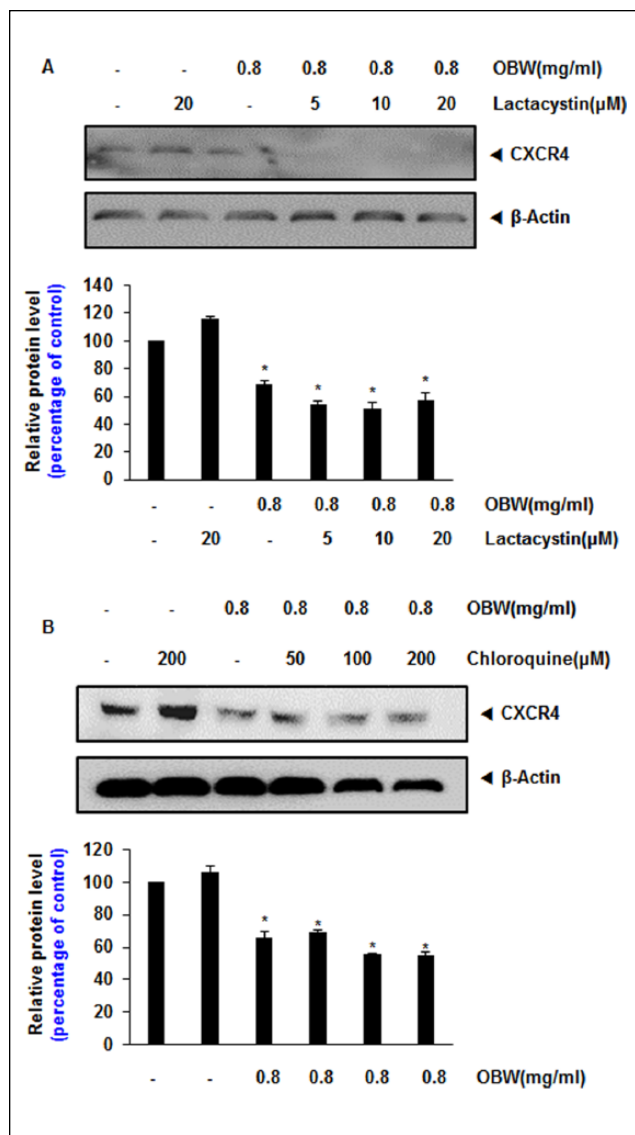 A
- - 0.8 0.8 0.8 0.8 OBW(mg/ml)
- 20 - 5 10 20 Lactacystin(µM)
◄ CXCR4
◄ β-Actin
Relative protein level
(percentage of control)
140
120
100
80
60
40
20
0
* * * *
- - 0.8 0.8 0.8 0.8 OBW(mg/ml)
- 20 - 5 10 20 Lactacystin(µM)
B
- - 0.8 0.8 0.8 0.8 OBW(mg/ml)
- 200 - 50 100 200 Chloroquine(µM)
◄ CXCR4
◄ β-Actin
Relative protein level
(percentage of control)
120
100
80
60
40
20
0
* * * *
- - 0.8 0.8 0.8 0.8 OBW(mg/ml)